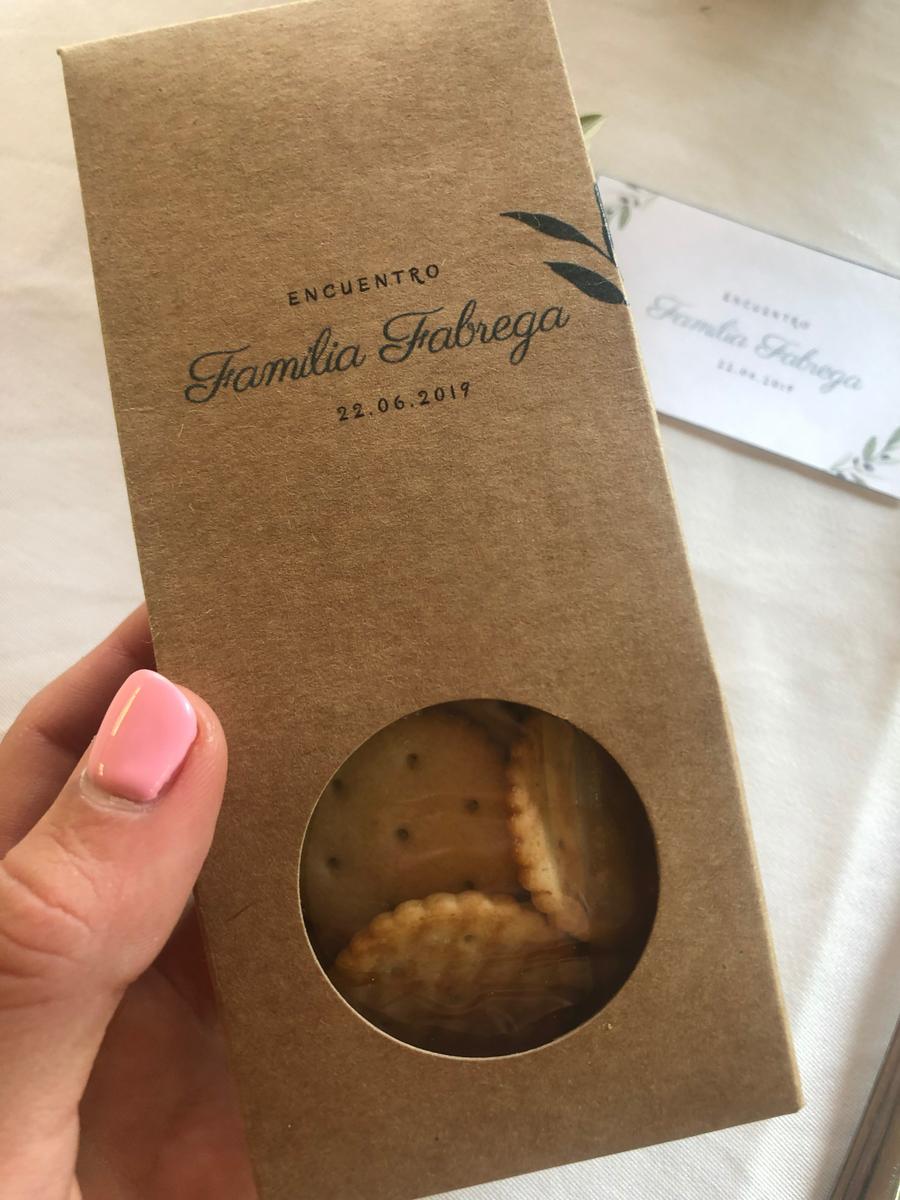 ENCUENTRO
Familia Fabrega
22.06.2019
ENCUENTRO
Familia Fabrega
22.06.2019